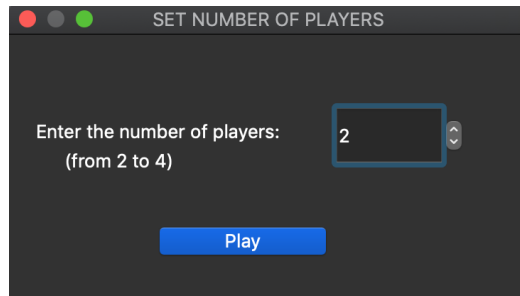 SET NUMBER OF PLAYERS
Enter the number of players:
2
(from 2 to 4)
Play